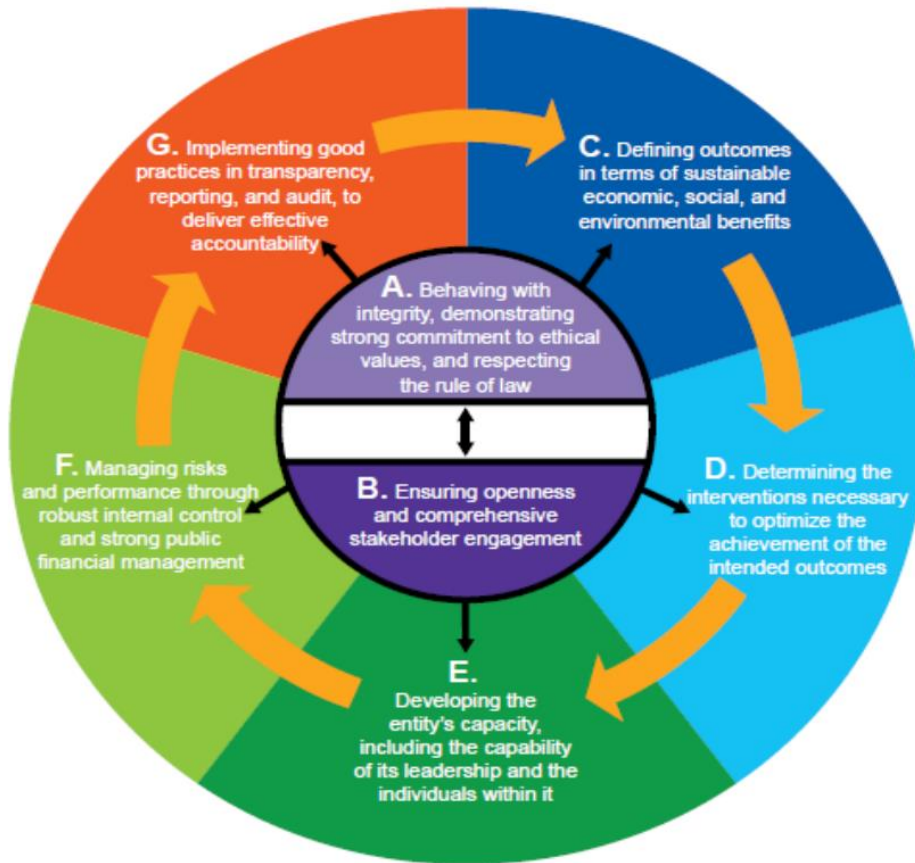 G. Implementing good
practices in transparency,
reporting, and audit, to
deliver effective
accountability
C. Defining outcomes
in terms of sustainable
economic, social, and
environmental benefits
A. Behaving with
integrity, demonstrating
strong commitment to ethical
values, and respecting
the rule of law
F. Managing risks
and performance through
robust internal control
and strong public
financial management
B. Ensuring openness
and comprehensive
stakeholder engagement
D. Determining the
interventions necessary
to optimize the
achievement of the
intended outcomes
E.
Developing the
entity's capacity,
including the capability
of its leadership and the
individuals within it